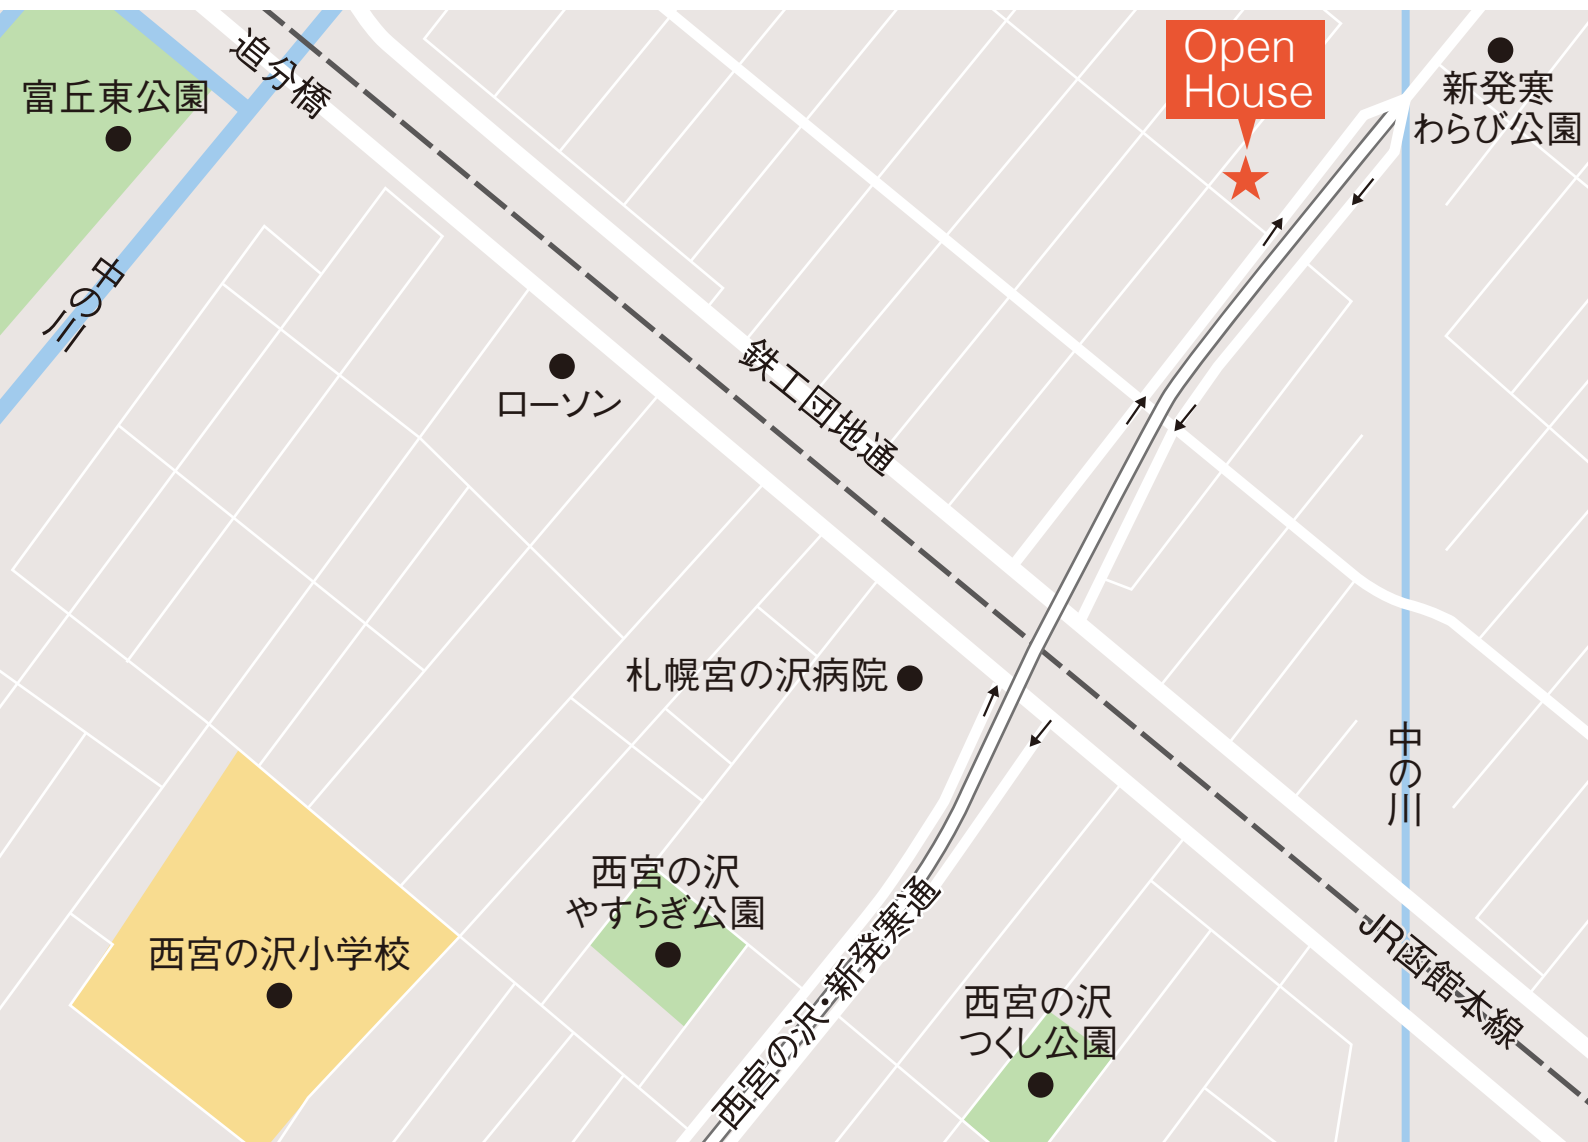 追分橋
Open
House
新発寒
わらび公園
富丘東公園
中の川
ローソン
鉄工団地通
札幌宮の沢病院
中の川
西宮の沢
やすらぎ公園
西宮の沢小学校
西宮の沢・新発寒通
JR函館本線
西宮の沢
つくし公園